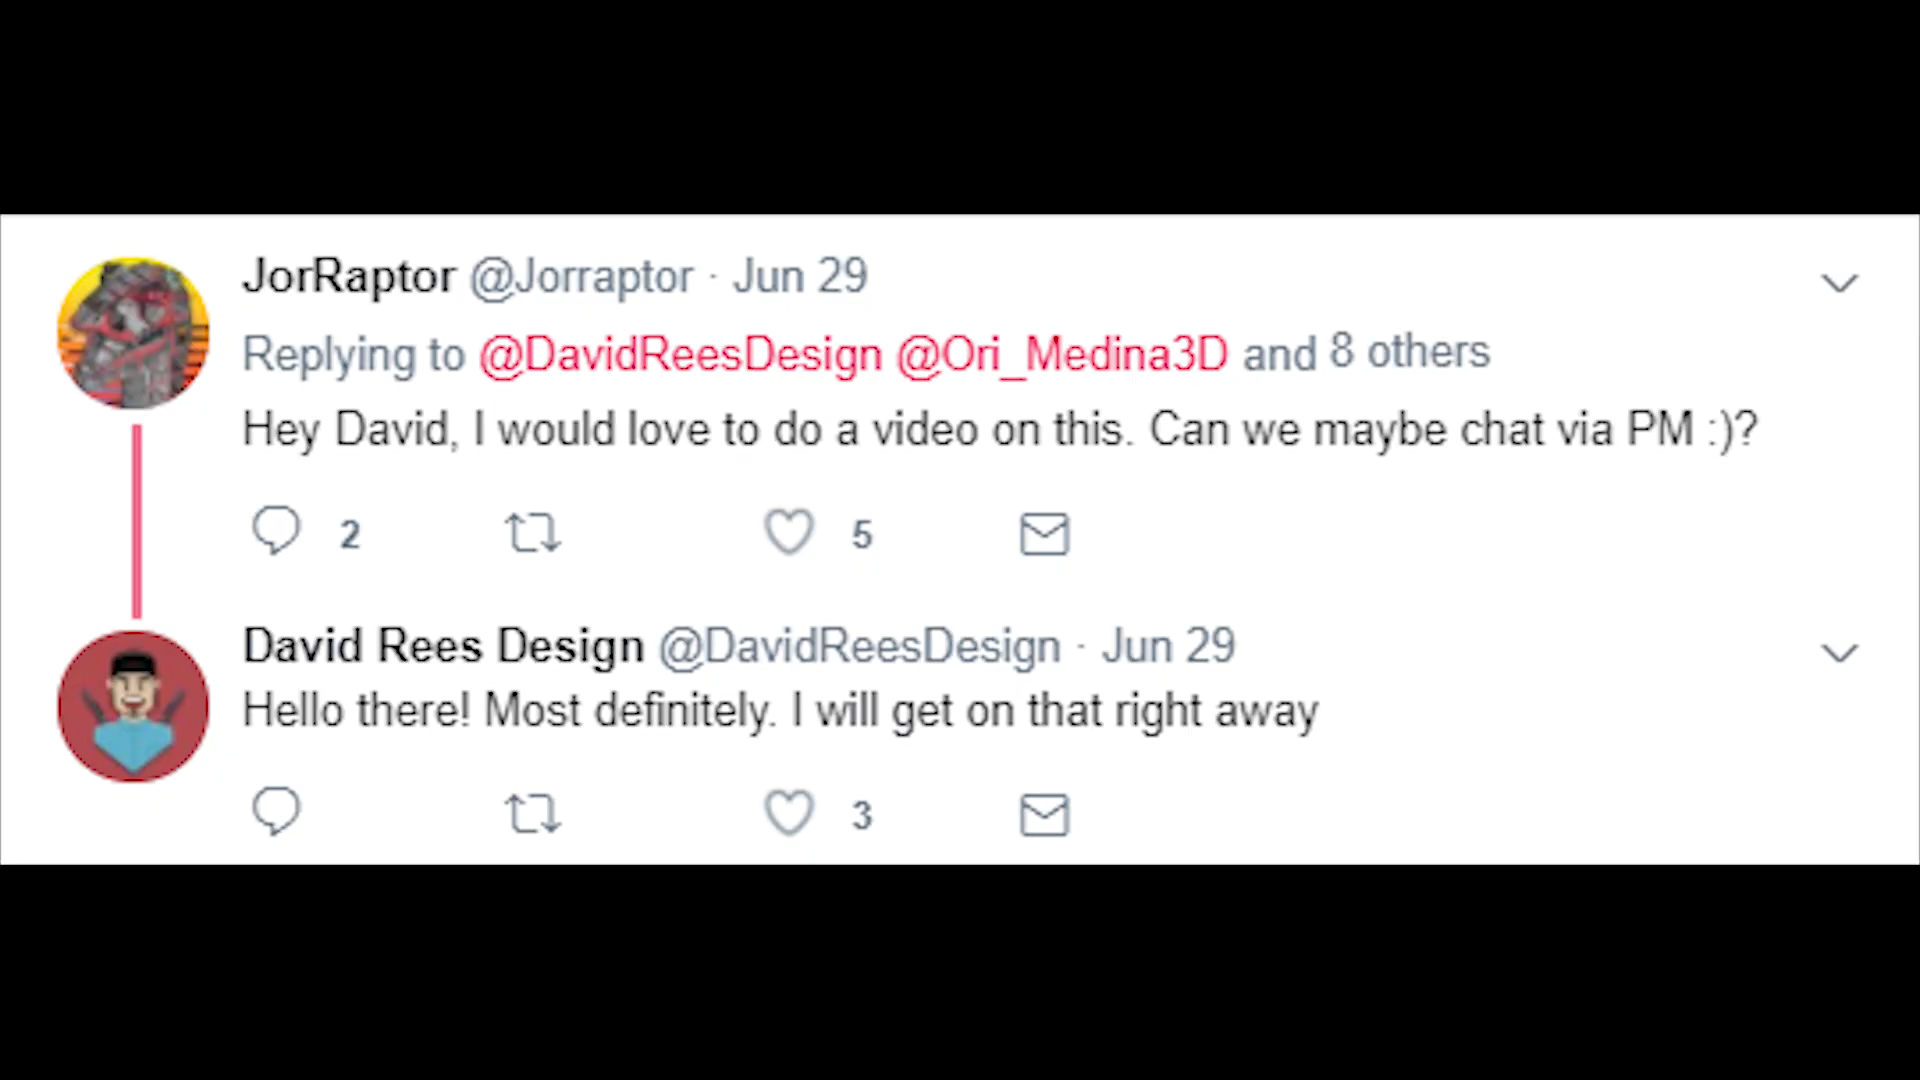 JorRaptor @Jorraptor · Jun 29
Replying to @DavidReesDesign @Ori_Medina3D and 8 others
Hey David, I would love to do a video on this. Can we maybe chat via PM :)?
2 5
David Rees Design @DavidReesDesign · Jun 29
Hello there! Most definitely. I will get on that right away
3